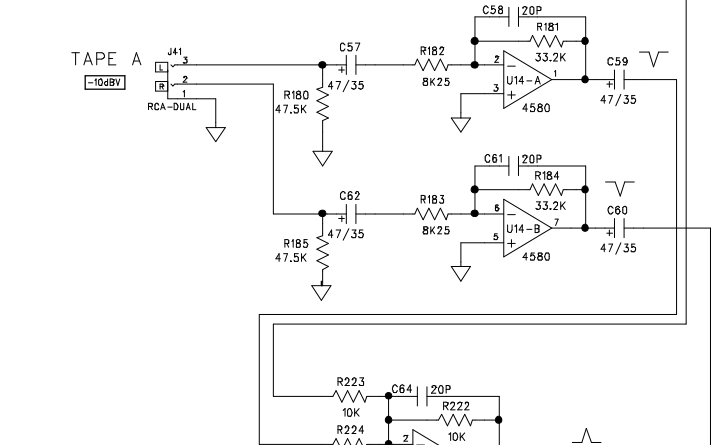 C58 20P
R181
J41
C57
TAPE A
L 3
R182
33.2K
C59
2
U14-A
1
-10dBV
R 2
8K25
R180
47/35
3
47.5K
1
4580
47/35
RCA-DUAL
C61 20P
R184
C62
R183
33.2K
C60
6
U14-B
7
R185
47/35
8K25
5
47.5K
4580
47/35
R223
C64 20P
R222
10K
R224
2
10K